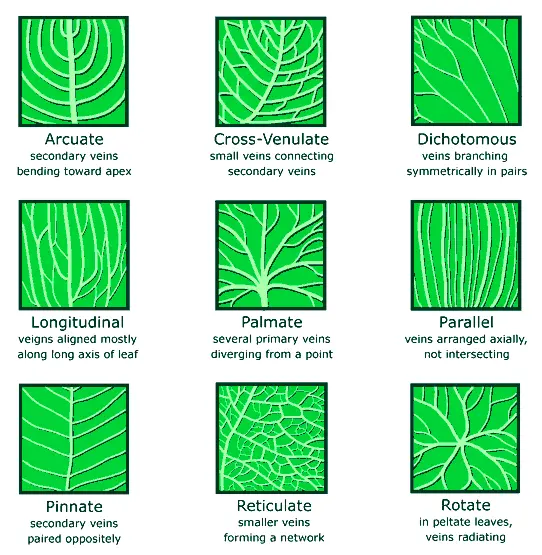 Arcuate
secondary veins
bending toward apex
Cross-Venulate
small veins connecting
secondary veins
Dichotomous
veins branching
symmetrically in pairs
Longitudinal
veigns aligned mostly
along long axis of leaf
Palmate
several primary veins
diverging from a point
Parallel
veins arranged axially,
not intersecting
Pinnate
secondary veins
paired oppositely
Reticulate
smaller veins
forming a network
Rotate
in peltate leaves,
veins radiating